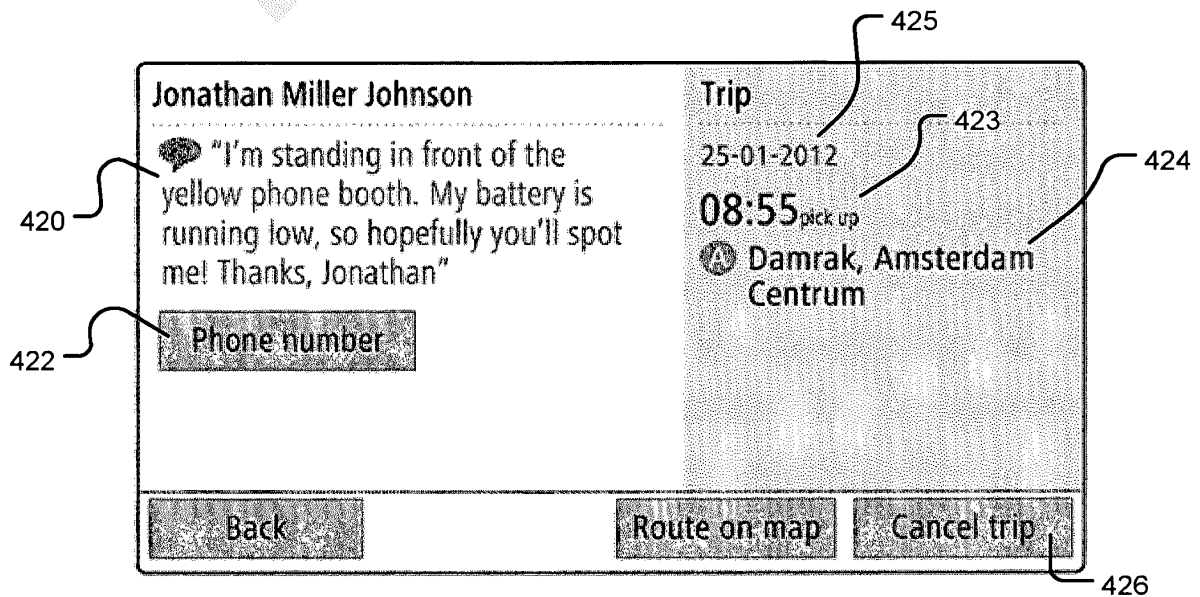 425
Jonathan Miller Johnson
Trip
423
"I'm standing in front of the
yellow phone booth. My battery is
running low, so hopefully you'll spot
me! Thanks, Jonathan"
25-01-2012
424
420
08:55 pick up
A Damrak, Amsterdam
Centrum
Phone number
422
Back
Route on map
Cancel trip
426